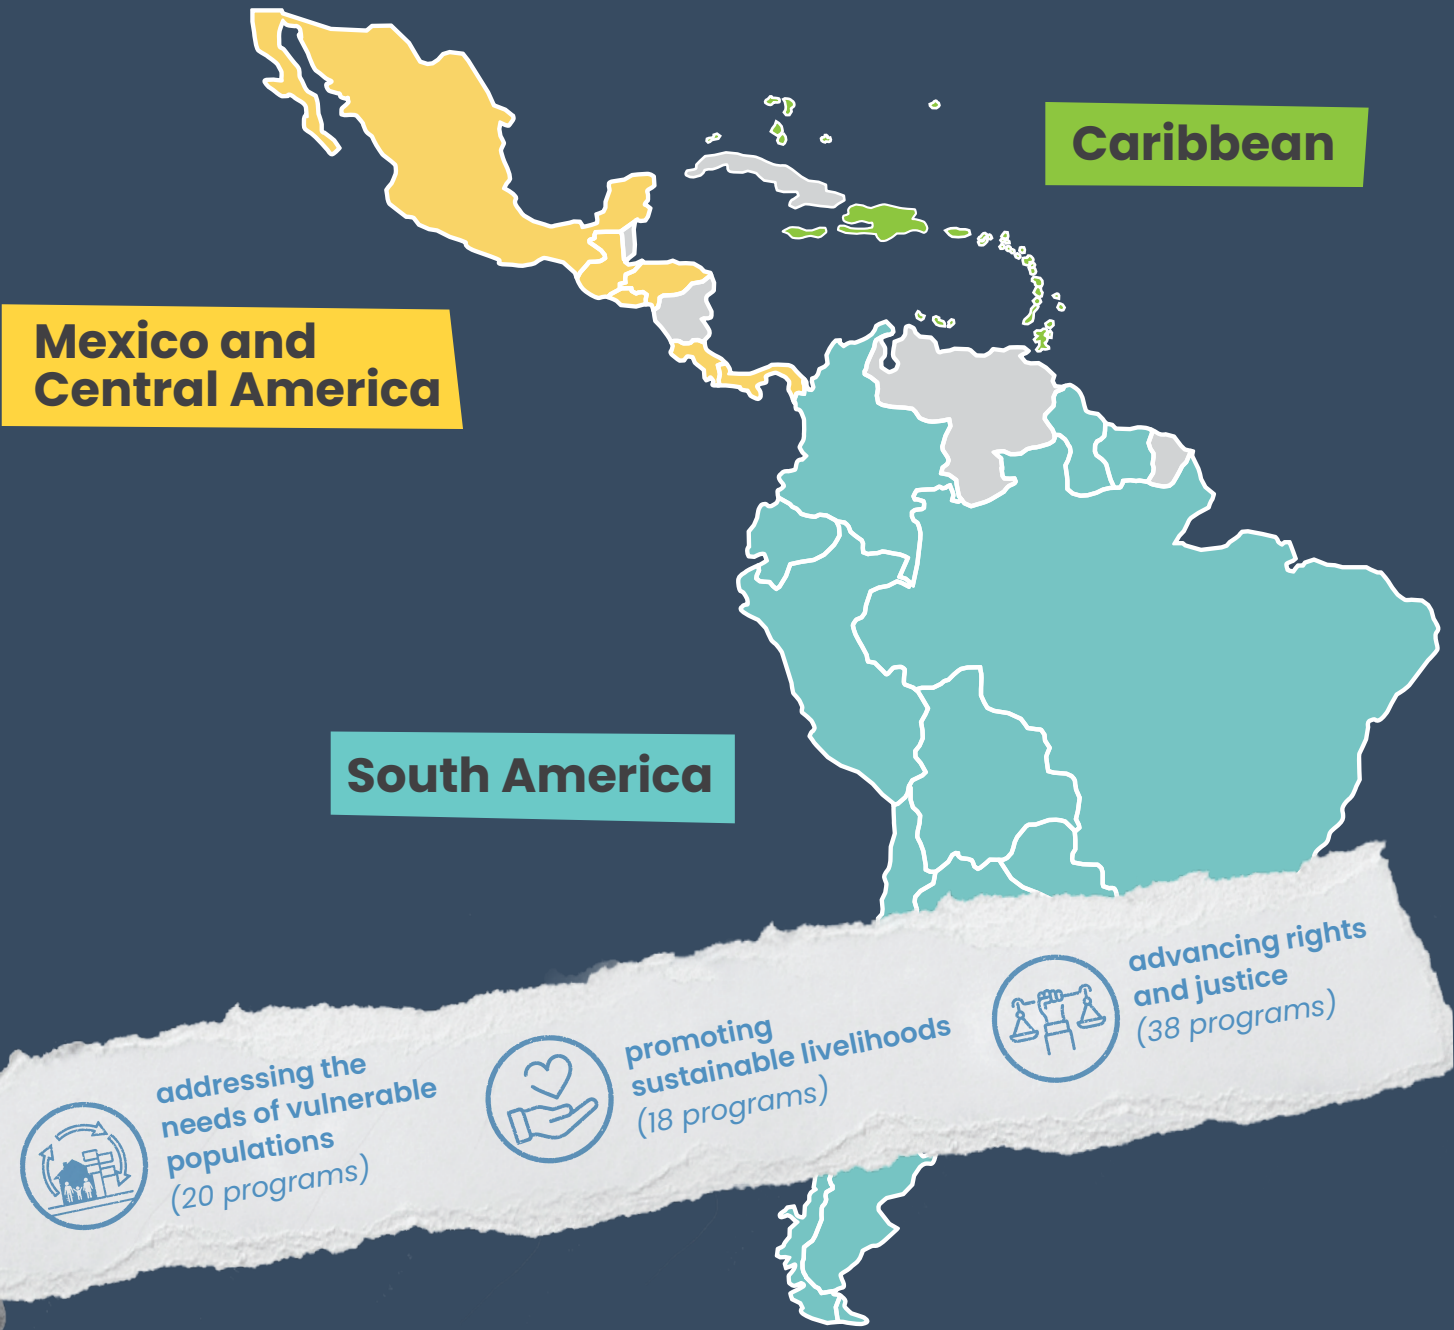 Caribbean
Mexico and
Central America
South America
addressing the
needs of vulnerable
populations
(20 programs)
promoting
sustainable livelihoods
(18 programs)
advancing rights
and justice
(38 programs)